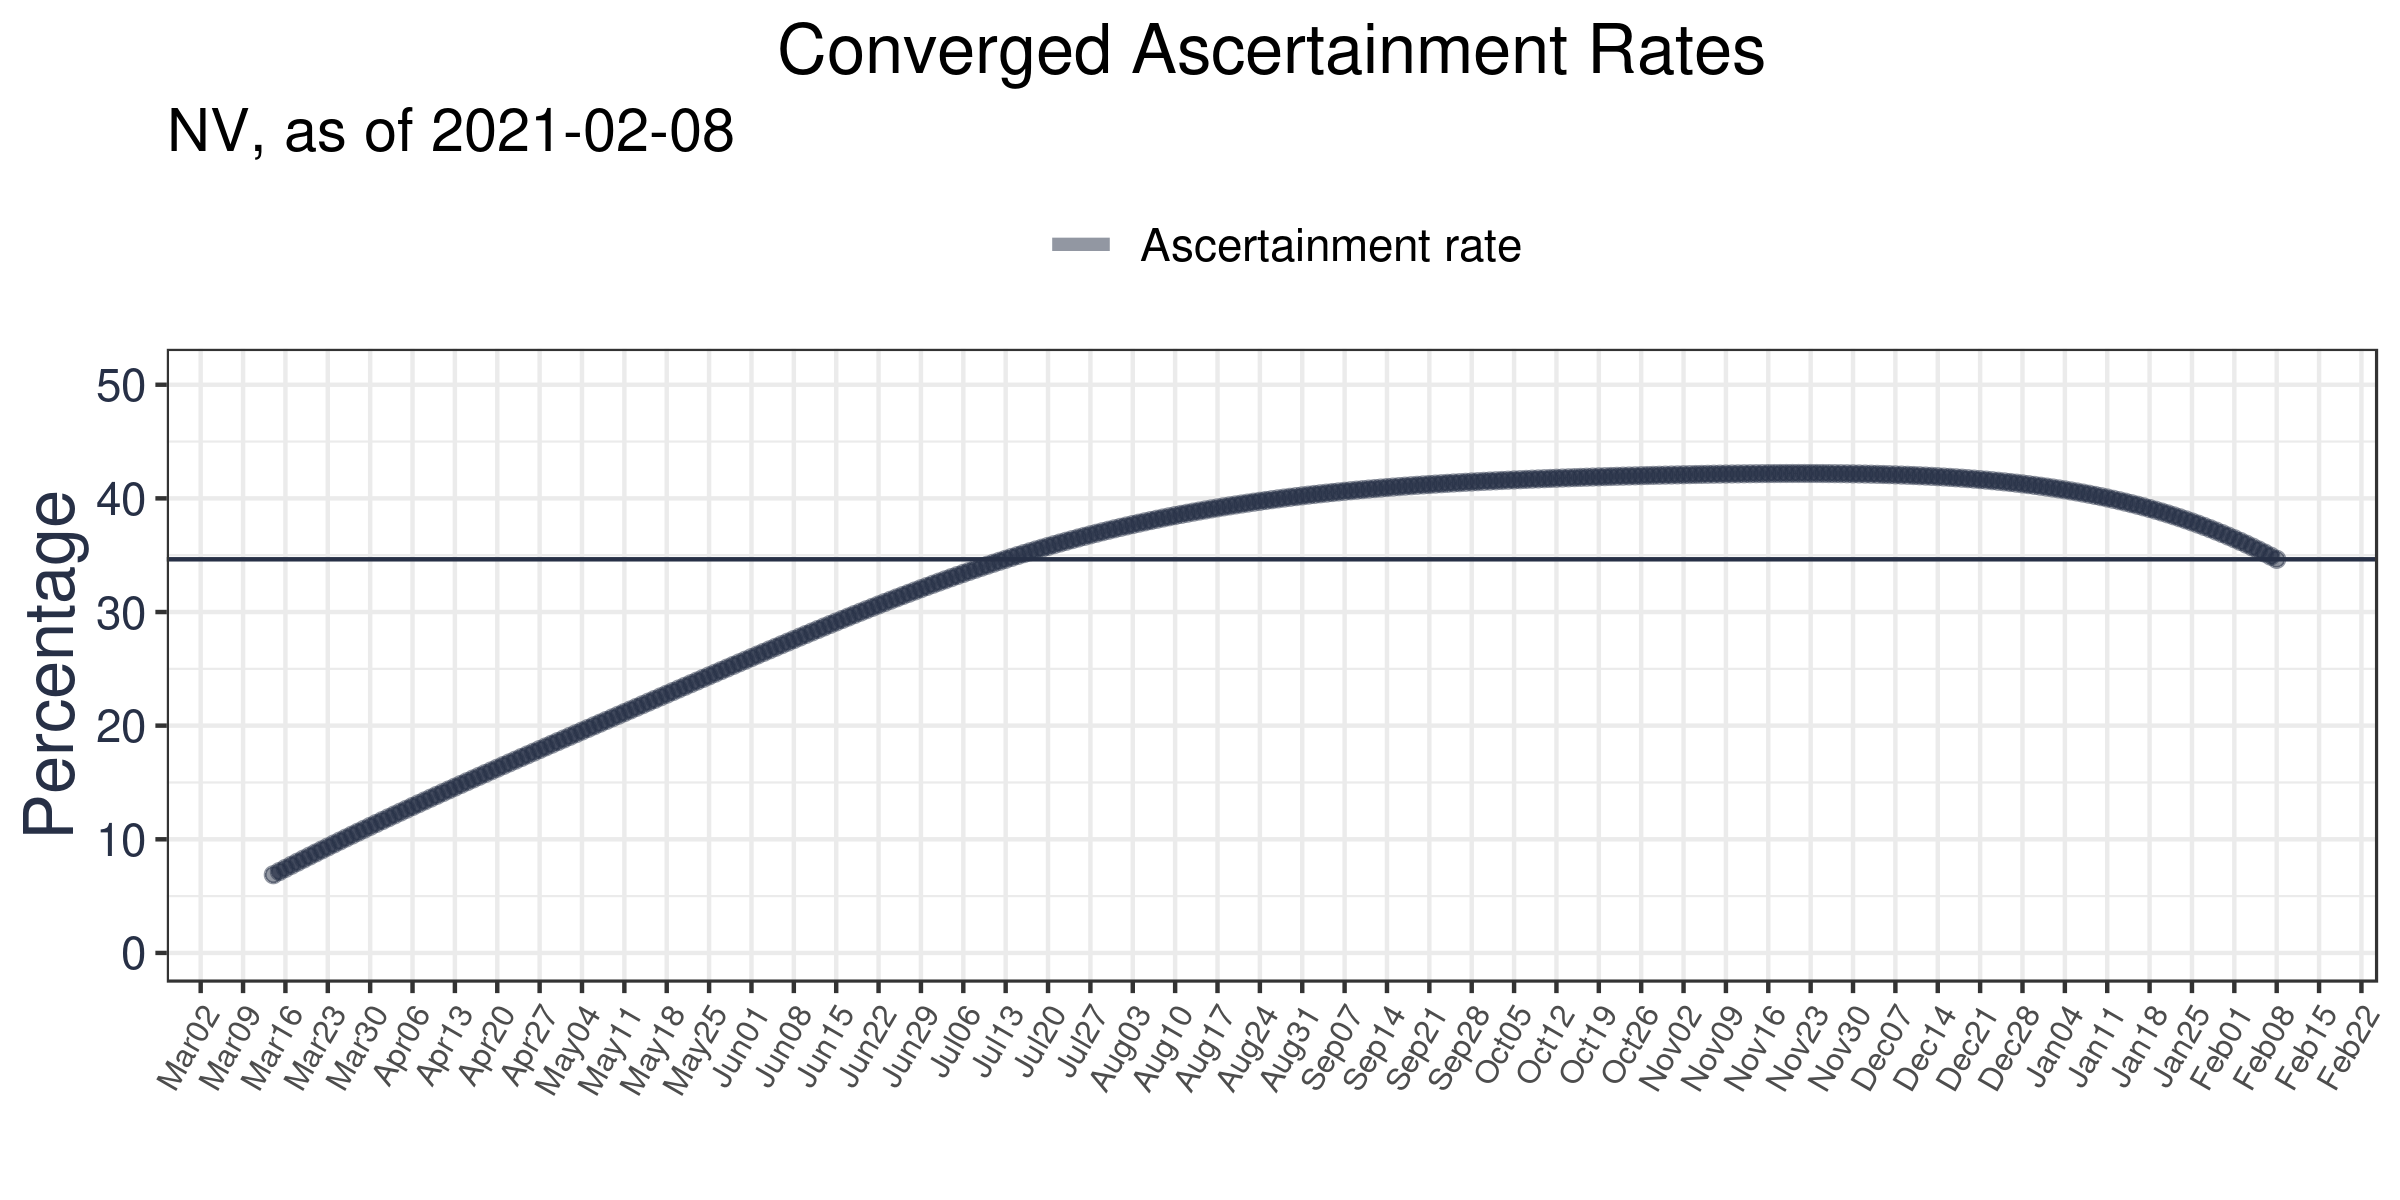 Converged Ascertainment Rates
NV, as of 2021-02-08
Ascertainment rate
Percentage
50
40
30
20
10
0
Mar02 Mar09 Mar16 Mar23 Mar30 Apr06 Apr13 Apr20 Apr27 May04 May11 May18 May25 Jun01 Jun08 Jun15 Jun22 Jun29 Jul06 Jul13 Jul20 Jul27 Aug03 Aug10 Aug17 Aug24 Aug31 Sep07 Sep14 Sep21 Sep28 Oct05 Oct12 Oct19 Oct26 Nov02 Nov09 Nov16 Nov23 Nov30 Dec07 Dec14 Dec21 Dec28 Jan04 Jan11 Jan18 Jan25 Feb01 Feb08 Feb15 Feb22